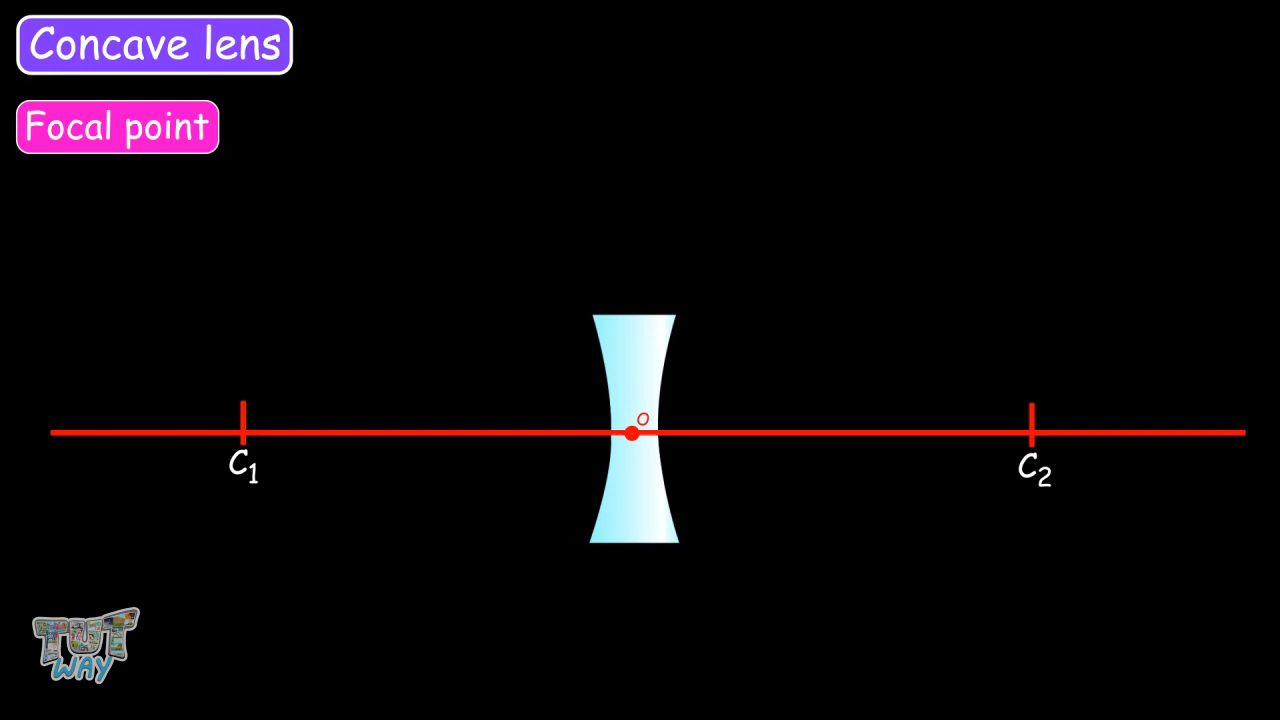 Concave lens
Focal point
O
C₁
C₂
TUT
WAY